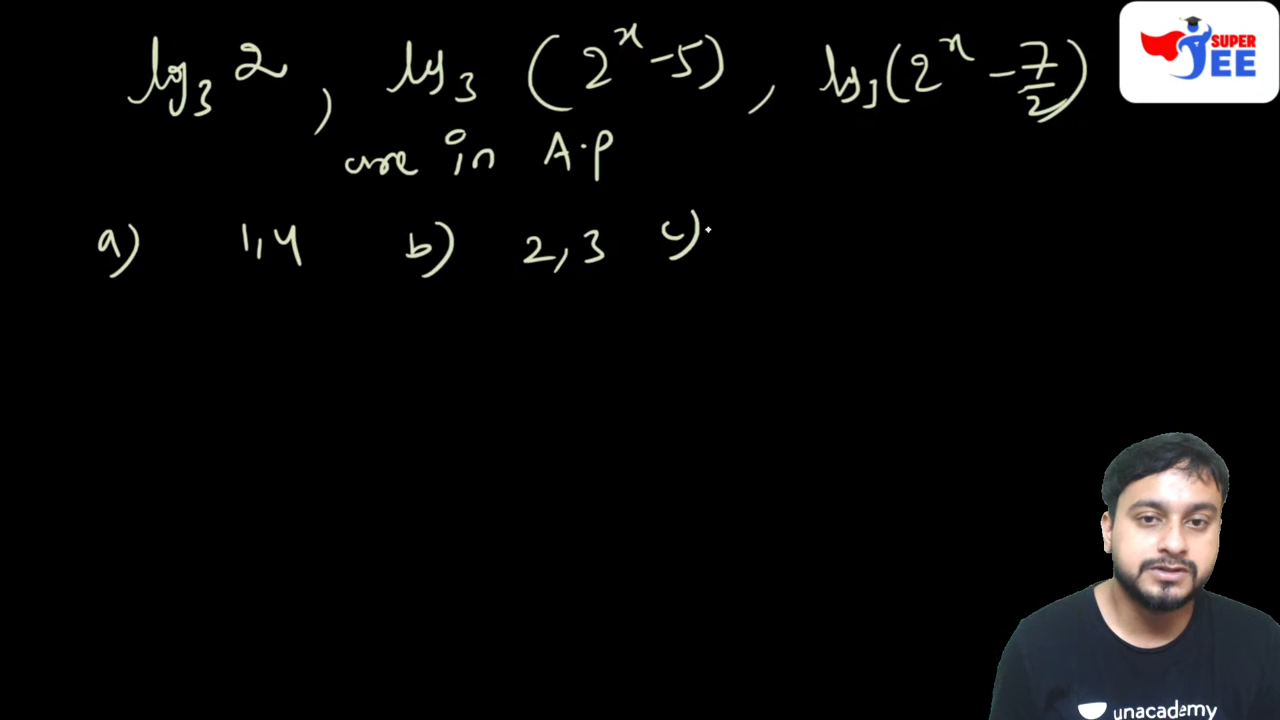 log₃ 2 , log₃ (2ˣ-5) , log₃(2ˣ - 7/2)
are in A.P
a) 1,4 b) 2,3 c)
SUPER
JEE
unacademy